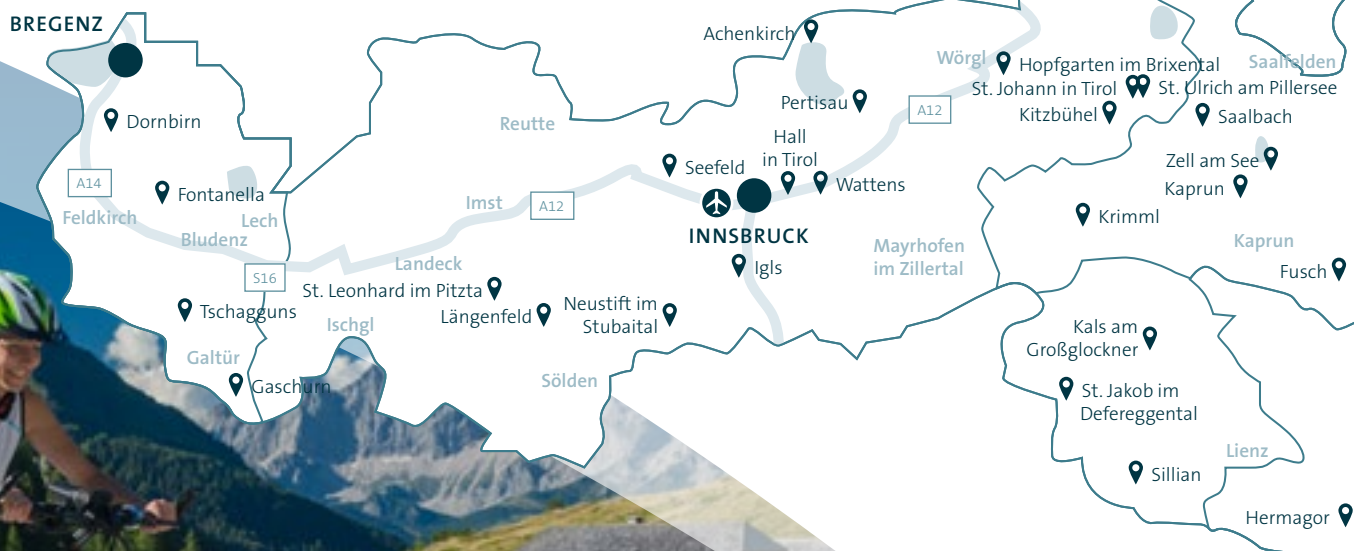 BREGENZ
Achenkirch
Wörgl
Hopfgarten im Brixental
Saalfelden
St. Johann in Tirol
St. Ulrich am Pillersee
Pertisau
A12
Kitzbühel
Saalbach
Dornbirn
Reutte
Hall
in Tirol
Seefeld
Wattens
Zell am See
Kaprun
A14
Fontanella
Imst
A12
Krimml
Feldkirch
Lech
Bludenz
INNSBRUCK
Mayrhofen
im Zillertal
Kaprun
Landeck
Igls
Fusch
S16
St. Leonhard im Pitzta
Längenfeld
Neustift im
Stubaital
Tschagguns
Ischgl
Kals am
Großglockner
Galtür
Gaschurn
Sölden
St. Jakob im
Defereggental
Lienz
Sillian
Hermagor